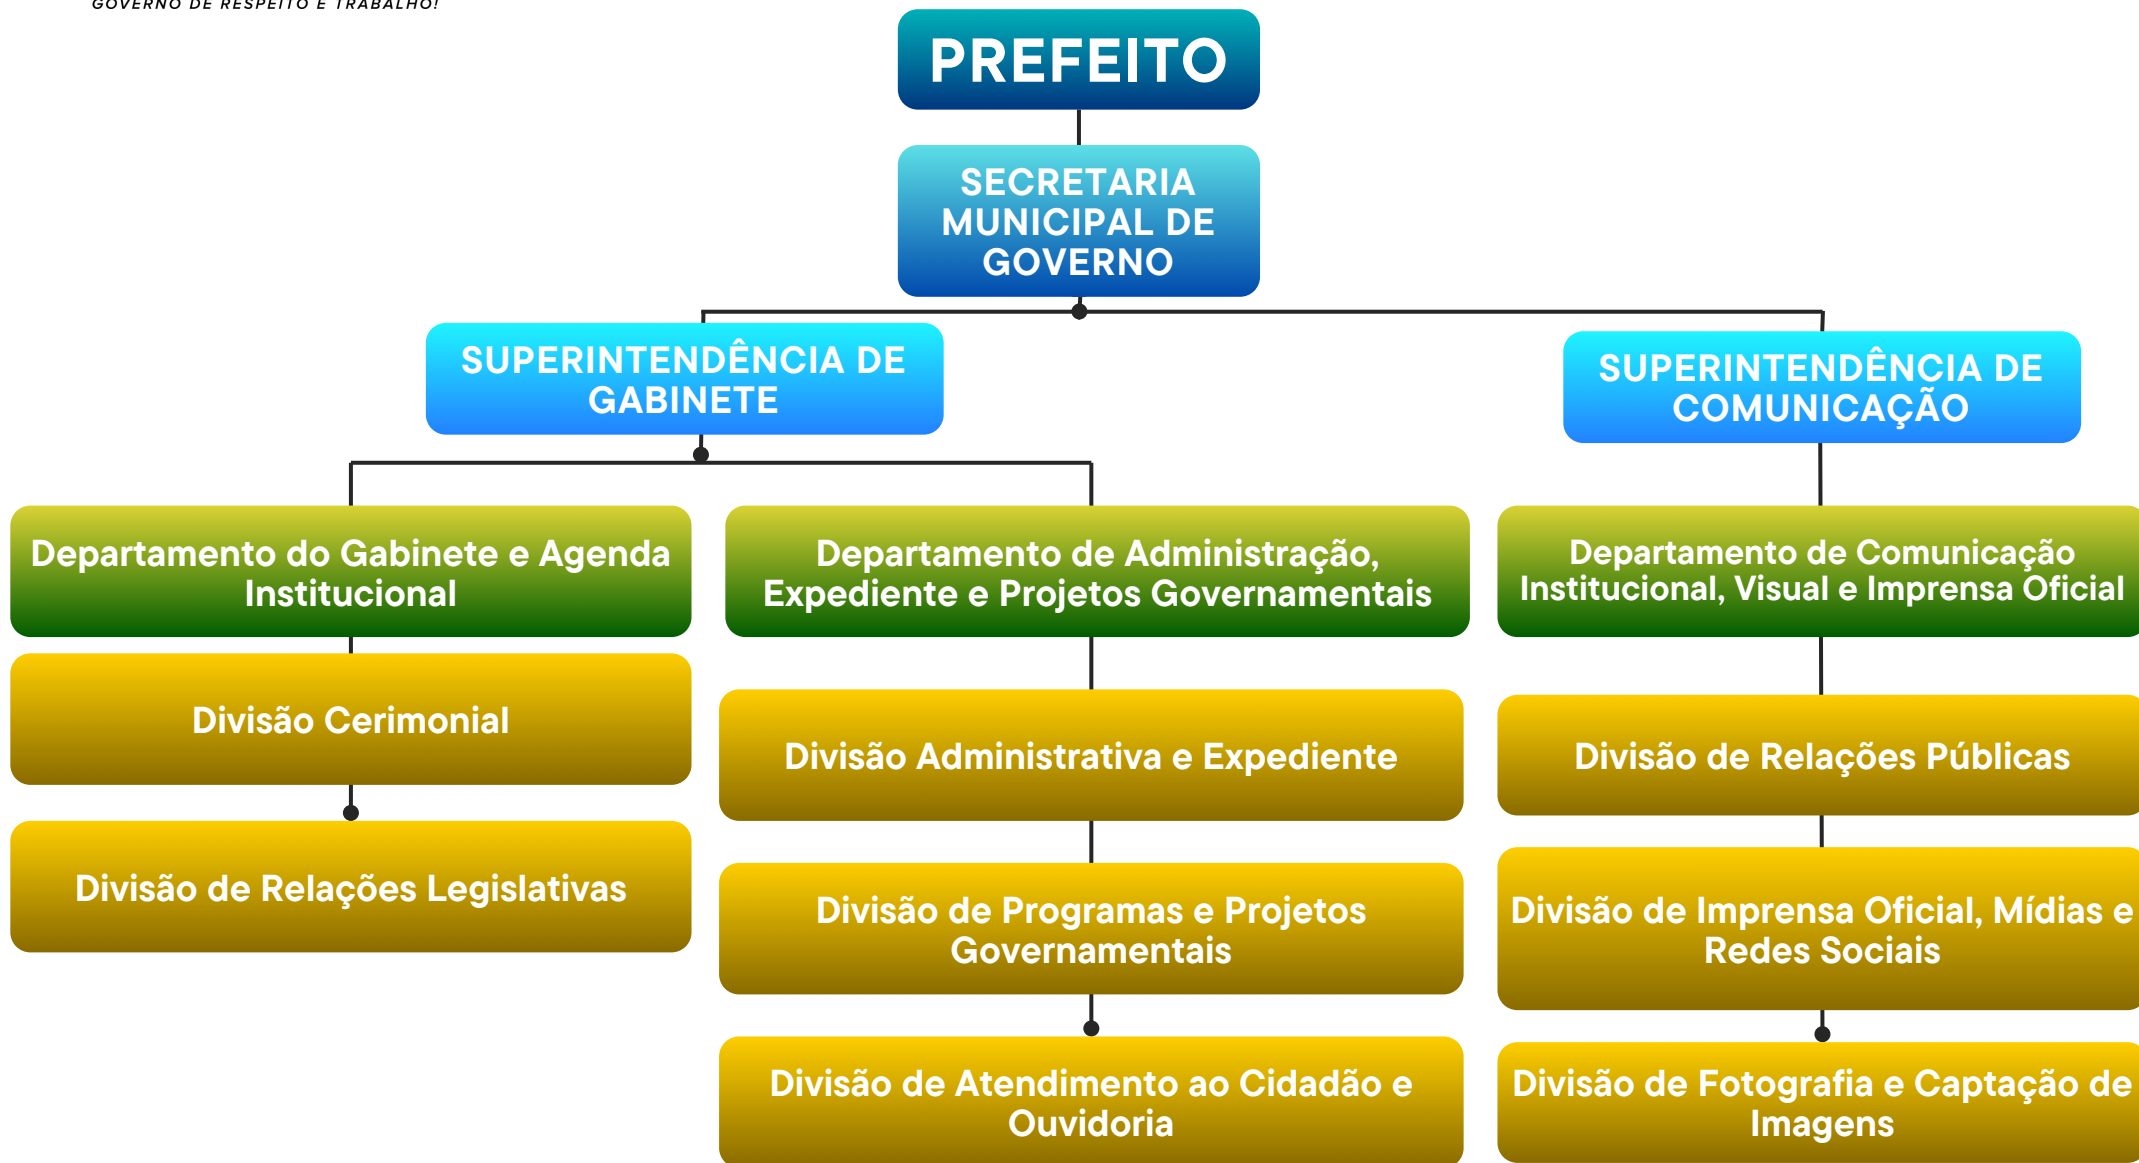 GOVERNO DE RESPEITO E TRABALHO!
PREFEITO
SECRETARIA
MUNICIPAL DE
GOVERNO
SUPERINTENDÊNCIA DE
GABINETE
SUPERINTENDÊNCIA DE
COMUNICAÇÃO
Departamento do Gabinete e Agenda
Institucional
Departamento de Administração,
Expediente e Projetos Governamentais
Departamento de Comunicação
Institucional, Visual e Imprensa Oficial
Divisão Cerimonial
Divisão Administrativa e Expediente
Divisão de Relações Públicas
Divisão de Relações Legislativas
Divisão de Programas e Projetos
Governamentais
Divisão de Imprensa Oficial, Mídias e
Redes Sociais
Divisão de Atendimento ao Cidadão e
Ouvidoria
Divisão de Fotografia e Captação de
Imagens